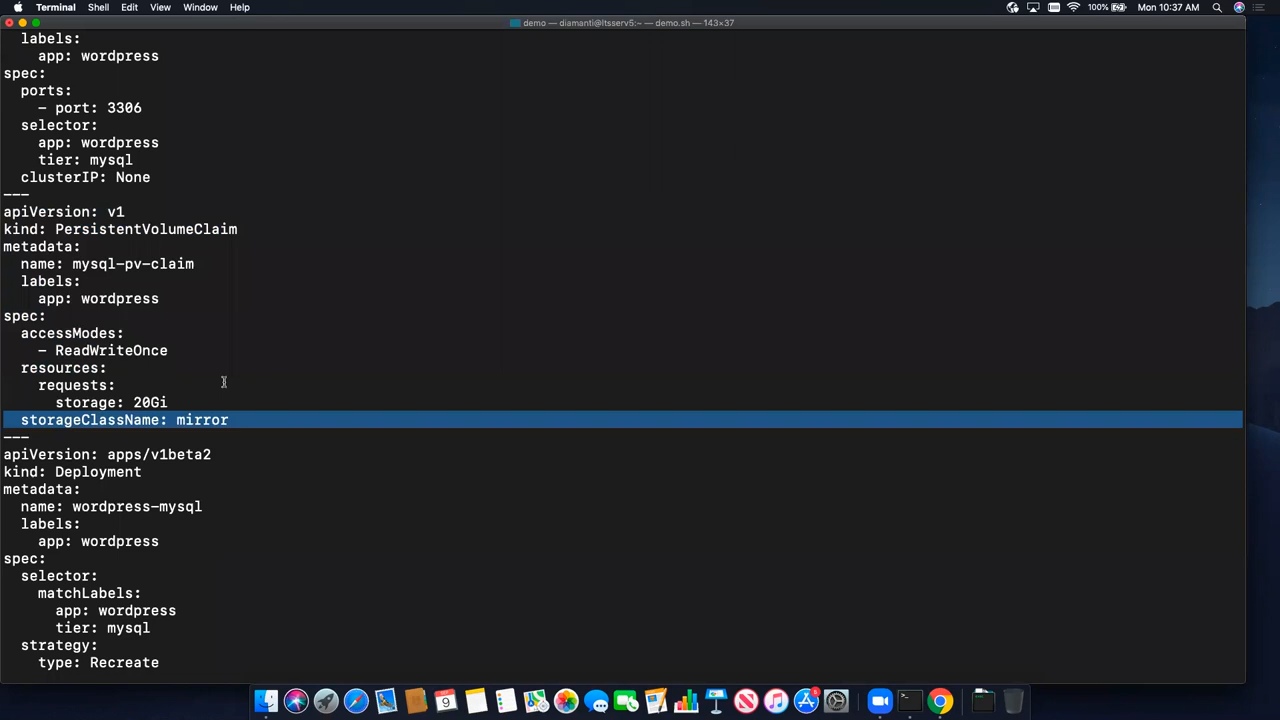 Terminal Shell Edit View Window Help 100% Mon 10:37 AM
demo — diamanti@ltsserv5:~ — demo.sh — 143×37
labels:
app: wordpress
spec:
ports:
- port: 3306
selector:
app: wordpress
tier: mysql
clusterIP: None
---
apiVersion: v1
kind: PersistentVolumeClaim
metadata:
name: mysql-pv-claim
labels:
app: wordpress
spec:
accessModes:
- ReadWriteOnce
resources:
requests:
storage: 20Gi
storageClassName: mirror
---
apiVersion: apps/v1beta2
kind: Deployment
metadata:
name: wordpress-mysql
labels:
app: wordpress
spec:
selector:
matchLabels:
app: wordpress
tier: mysql
strategy:
type: Recreate
9